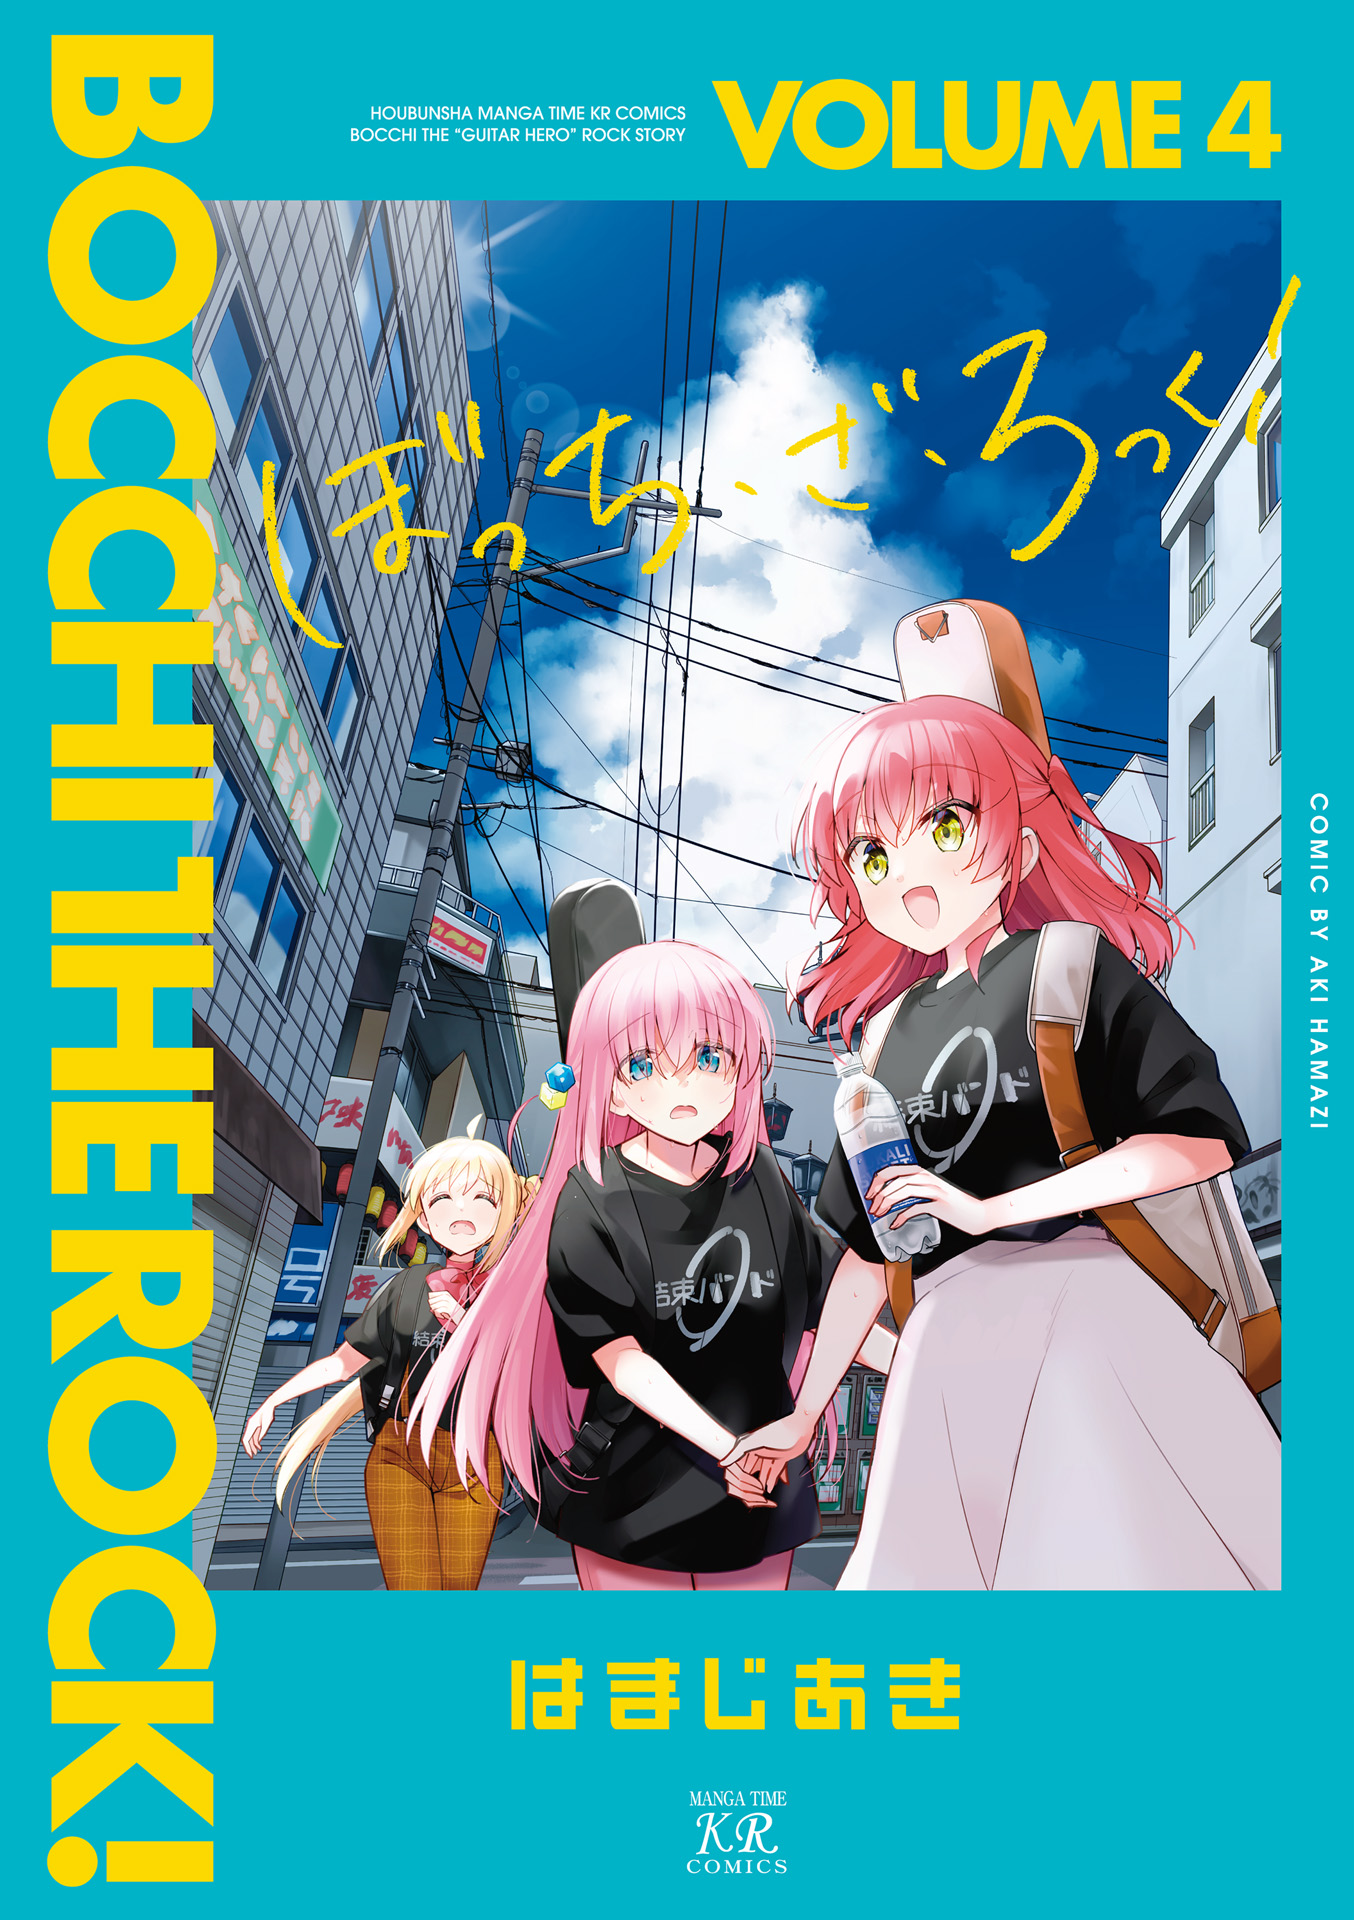 BOCCHI THE ROCK!
HOUBUNSHA MANGA TIME KR COMICS
BOCCHI THE “GUITAR HERO” ROCK STORY
VOLUME 4
ぼっち・ざ・ろっく!
COMIC BY AKI HAMAZI
結束バンド
結束バンド
結束
はまじあき
MANGA TIME
KR
COMICS